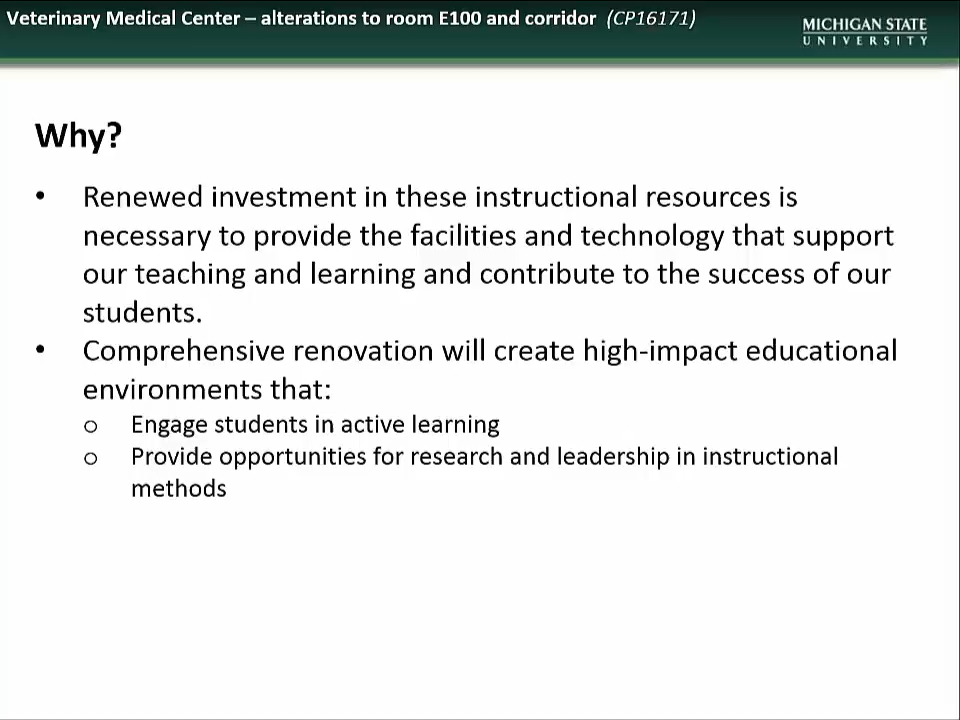 Veterinary Medical Center – alterations to room E100 and corridor (CP16171)
MICHIGAN STATE
UNIVERSITY
Why?
• Renewed investment in these instructional resources is
necessary to provide the facilities and technology that support
our teaching and learning and contribute to the success of our
students.
• Comprehensive renovation will create high-impact educational
environments that:
o Engage students in active learning
o Provide opportunities for research and leadership in instructional
methods